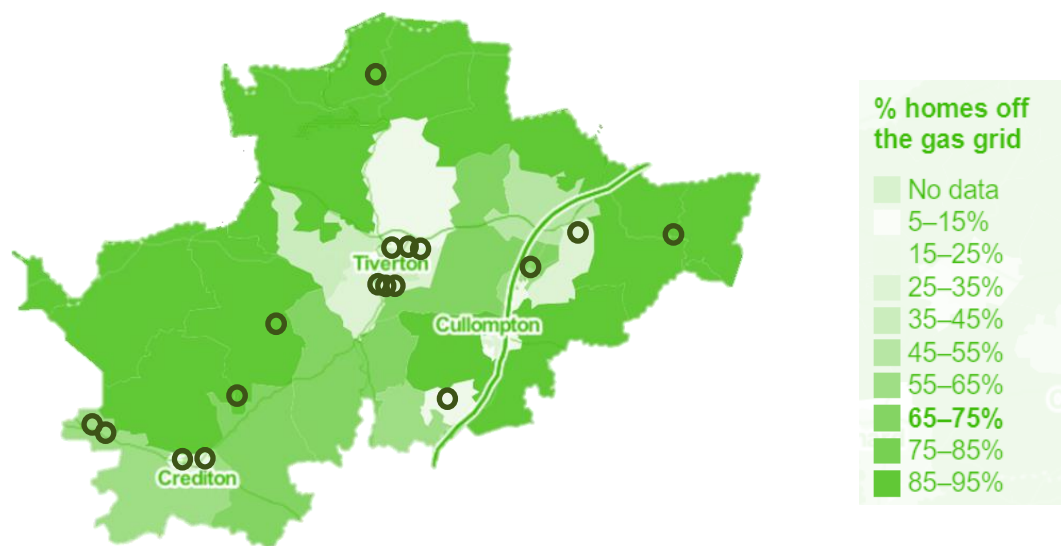 % homes off
the gas grid
No data
5–15%
15–25%
25–35%
35–45%
45–55%
55–65%
65–75%
75–85%
85–95%
Tiverton
Cullompton
Crediton